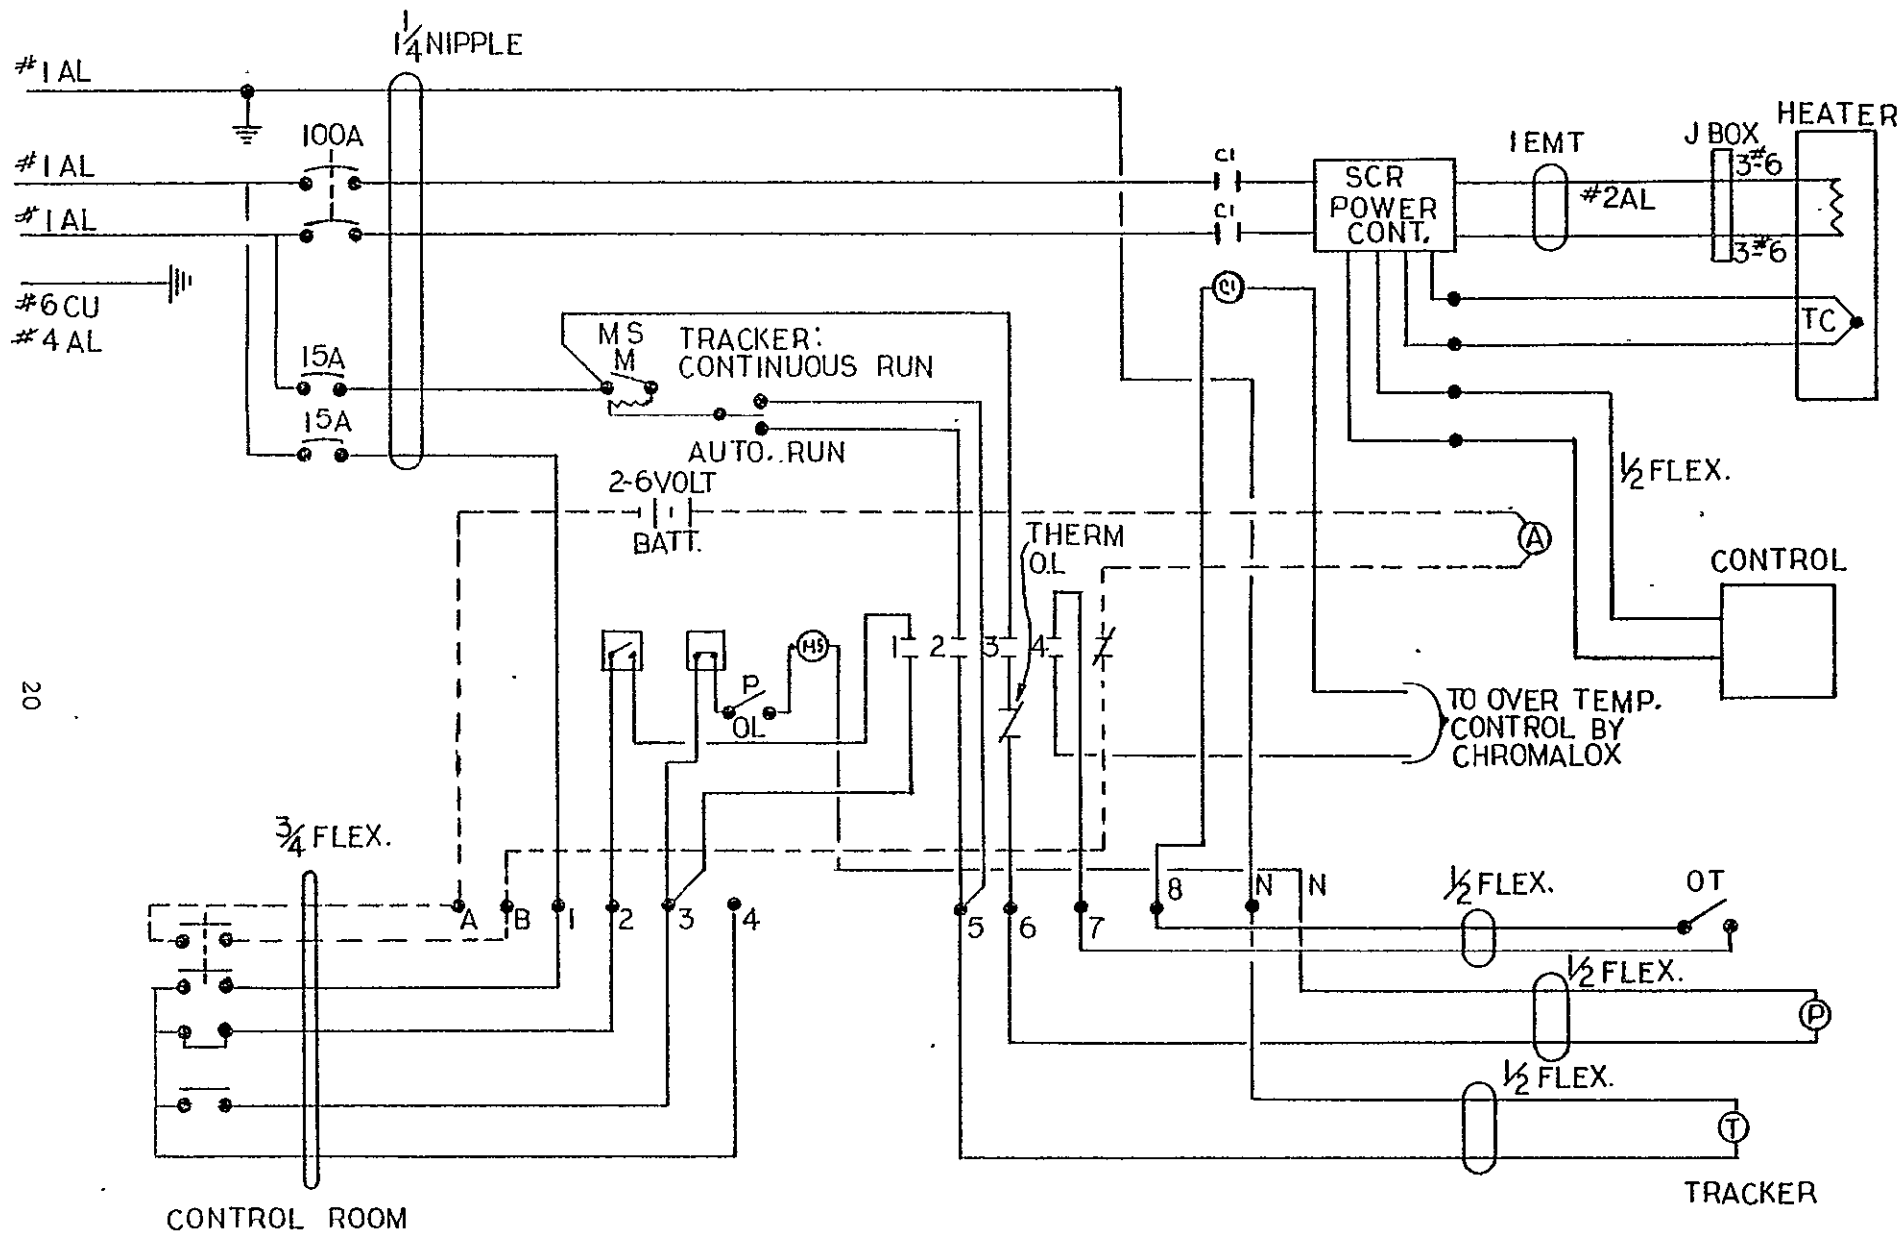 1 1/4 NIPPLE
#1 AL
100A
#1 AL
#1 AL
#6 CU
#4 AL
15A
15A
C1
C1
SCR
POWER
CONT.
1 EMT
#2AL
J BOX
3-#6
3-#6
HEATER
TC
C1
M S
M
TRACKER:
CONTINUOUS RUN
AUTO. RUN
2-6VOLT
BATT.
THERM
O.L
A
1/2 FLEX.
CONTROL
1
2
3
4
MS
P
OL
TO OVER TEMP.
CONTROL BY
CHROMALOX
20
3/4 FLEX.
A
B
1
2
3
4
5
6
7
8
N
N
1/2 FLEX.
OT
1/2 FLEX.
P
1/2 FLEX.
T
TRACKER
CONTROL ROOM